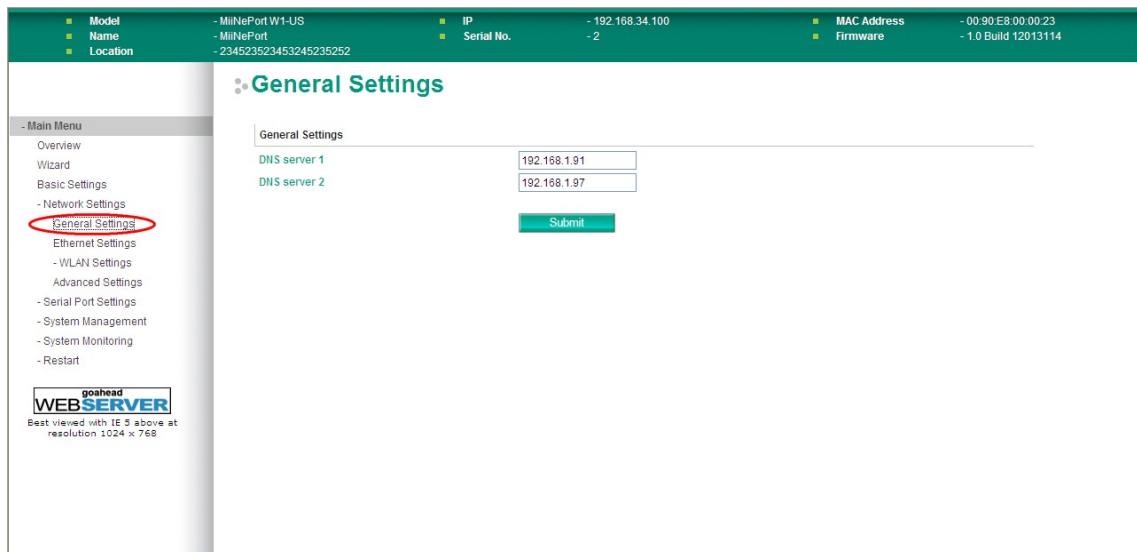 Model - MiiNePort W1-US IP - 192.168.34.100 MAC Address - 00:90:E8:00:00:23
Name - MiiNePort Serial No. - 2 Firmware - 1.0 Build 12013114
Location - 234523523453245235252
General Settings
- Main Menu
Overview
Wizard
Basic Settings
- Network Settings
General Settings
Ethernet Settings
- WLAN Settings
Advanced Settings
- Serial Port Settings
- System Management
- System Monitoring
- Restart
goahead
WEBSERVER
Best viewed with IE 5 above at
resolution 1024 x 768
General Settings
DNS server 1 192.168.1.91
DNS server 2 192.168.1.97
Submit